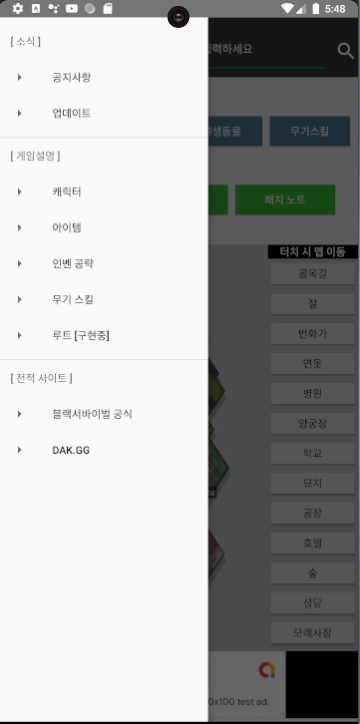 5:48
[ 소식 ]
공지사항
업데이트
[ 게임설명 ]
캐릭터
아이템
인벤 공략
무기 스킬
루트 [구현중]
[ 전적 사이트 ]
블랙서바이벌 공식
DAK.GG
력하세요
생동물
무기스킬
패치 노트
터치 시 맵 이동
골목길
절
번화가
연못
병원
양궁장
학교
묘지
공장
호텔
숲
성당
모래사장
0x100 test ad.